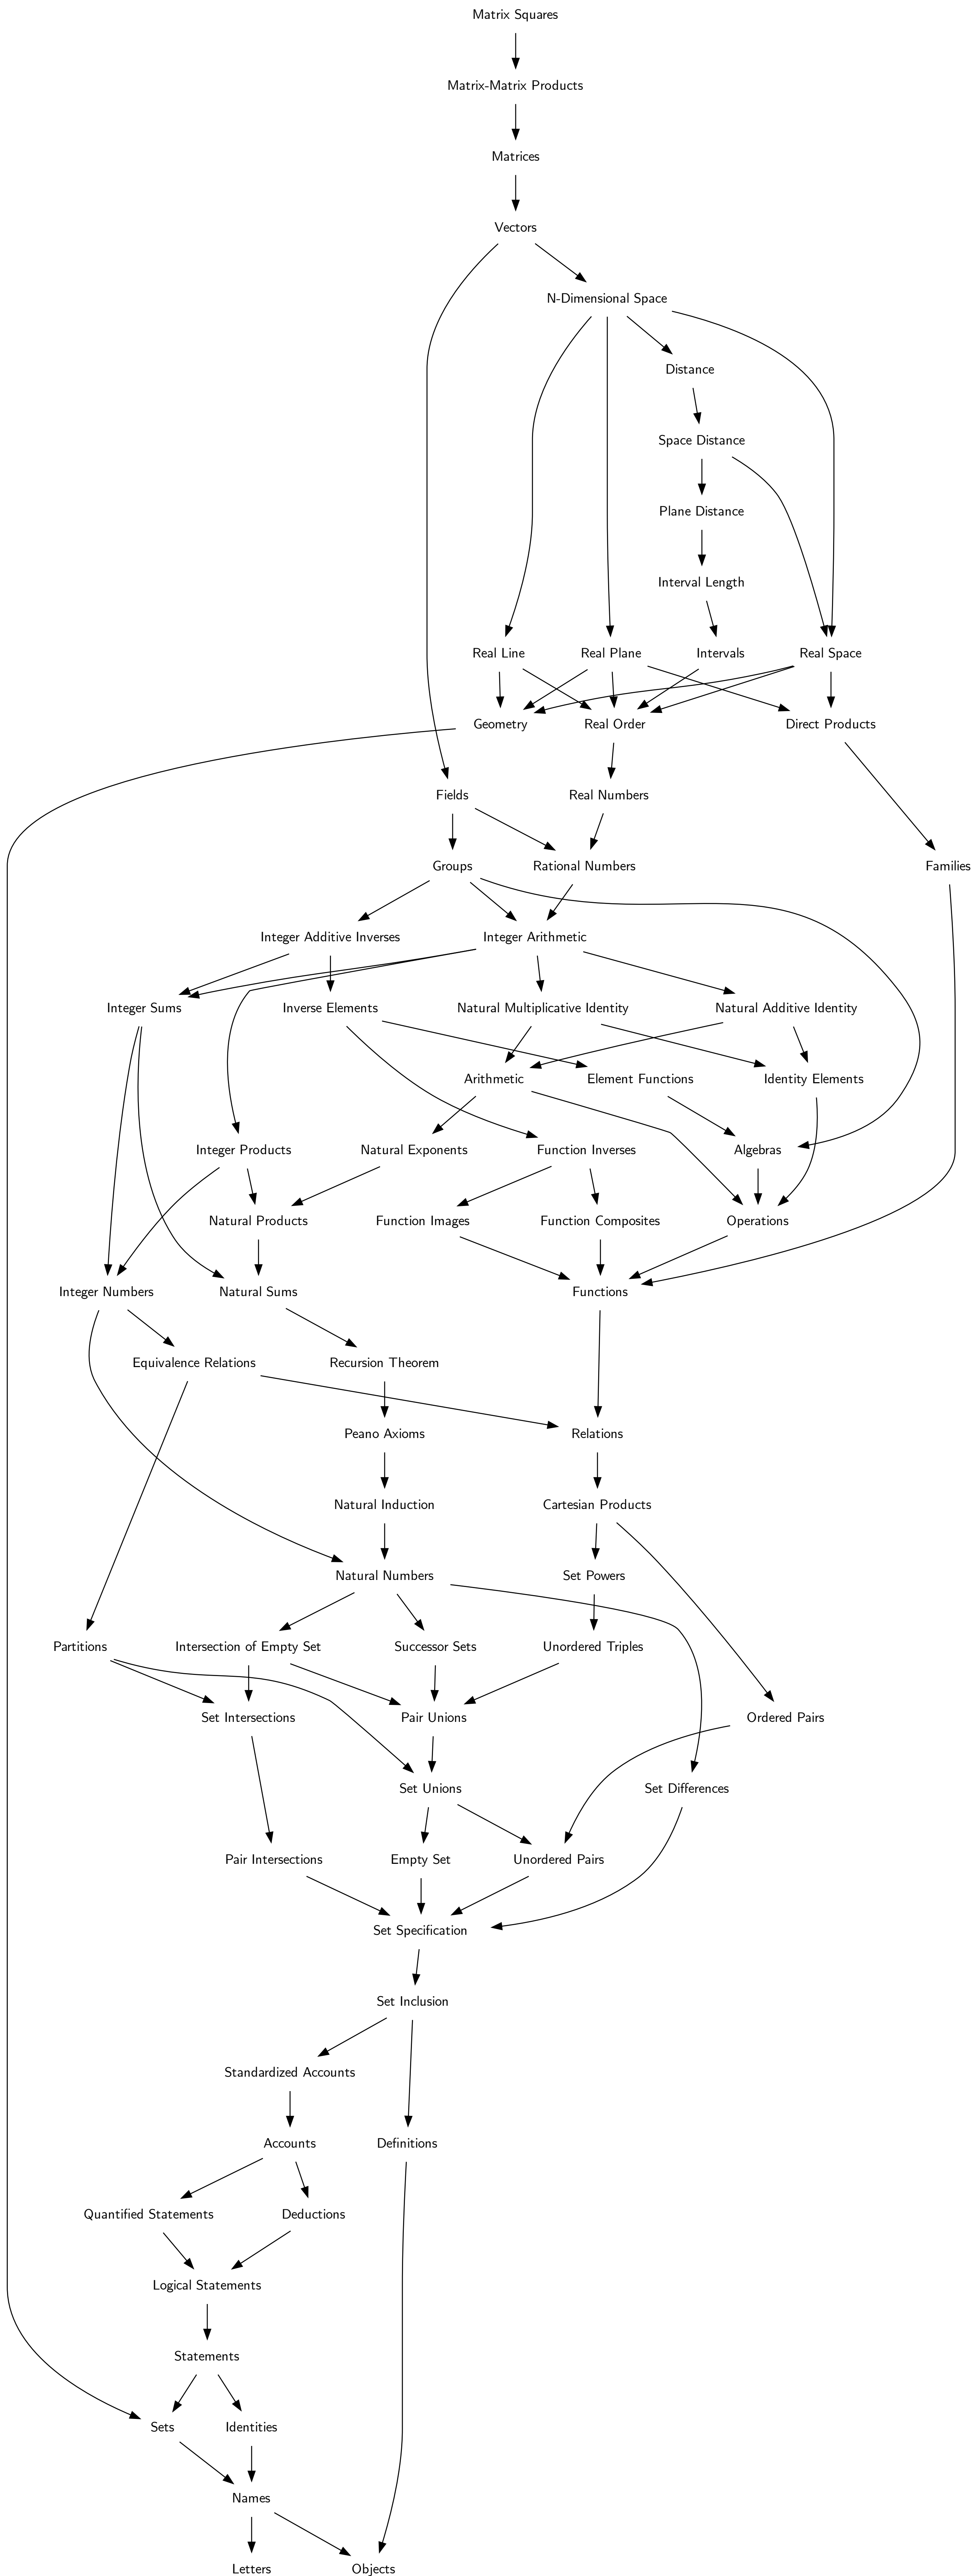 Matrix Squares
Matrix-Matrix Products
Matrices
Vectors
N-Dimensional Space
Distance
Space Distance
Plane Distance
Interval Length
Real Line
Real Plane
Intervals
Real Space
Geometry
Real Order
Direct Products
Fields
Real Numbers
Groups
Rational Numbers
Families
Integer Additive Inverses
Integer Arithmetic
Integer Sums
Inverse Elements
Natural Multiplicative Identity
Natural Additive Identity
Arithmetic
Element Functions
Identity Elements
Integer Products
Natural Exponents
Function Inverses
Algebras
Natural Products
Function Images
Function Composites
Operations
Integer Numbers
Natural Sums
Functions
Equivalence Relations
Recursion Theorem
Peano Axioms
Relations
Natural Induction
Cartesian Products
Natural Numbers
Set Powers
Partitions
Intersection of Empty Set
Successor Sets
Unordered Triples
Set Intersections
Pair Unions
Ordered Pairs
Set Unions
Set Differences
Pair Intersections
Empty Set
Unordered Pairs
Set Specification
Set Inclusion
Standardized Accounts
Accounts
Definitions
Quantified Statements
Deductions
Logical Statements
Statements
Sets
Identities
Names
Letters
Objects